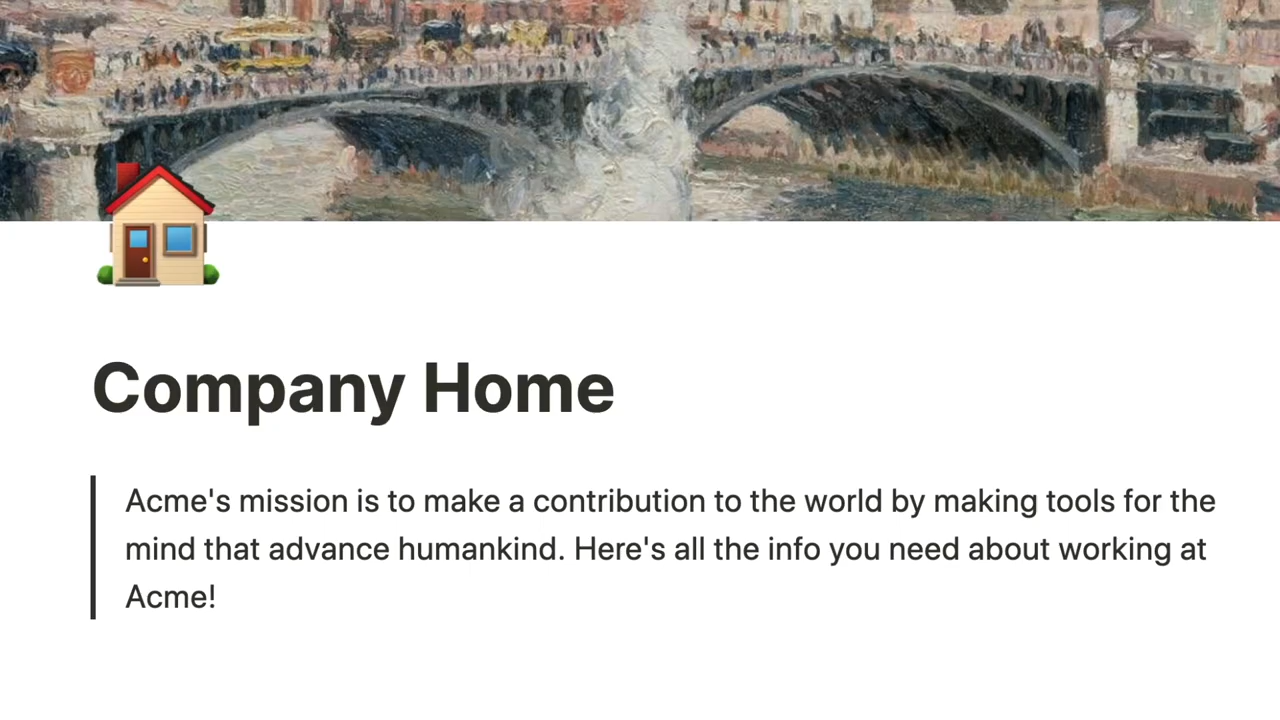 Company Home
Acme's mission is to make a contribution to the world by making tools for the
mind that advance humankind. Here's all the info you need about working at
Acme!